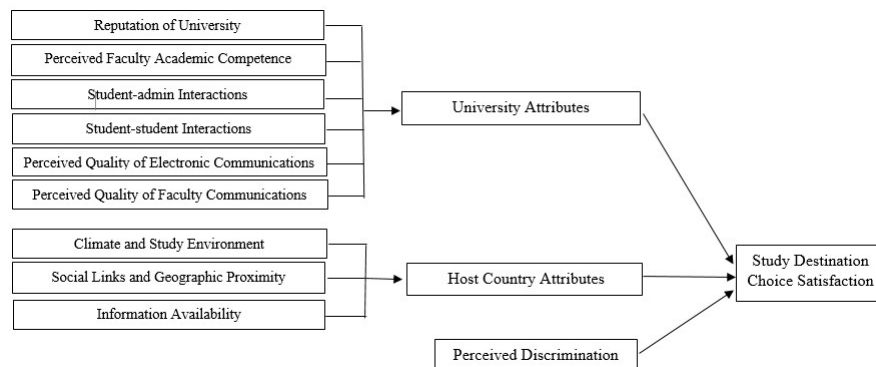 Reputation of University
Perceived Faculty Academic Competence
Student-admin Interactions
Student-student Interactions
Perceived Quality of Electronic Communications
Perceived Quality of Faculty Communications
University Attributes
Climate and Study Environment
Social Links and Geographic Proximity
Information Availability
Host Country Attributes
Perceived Discrimination
Study Destination
Choice Satisfaction